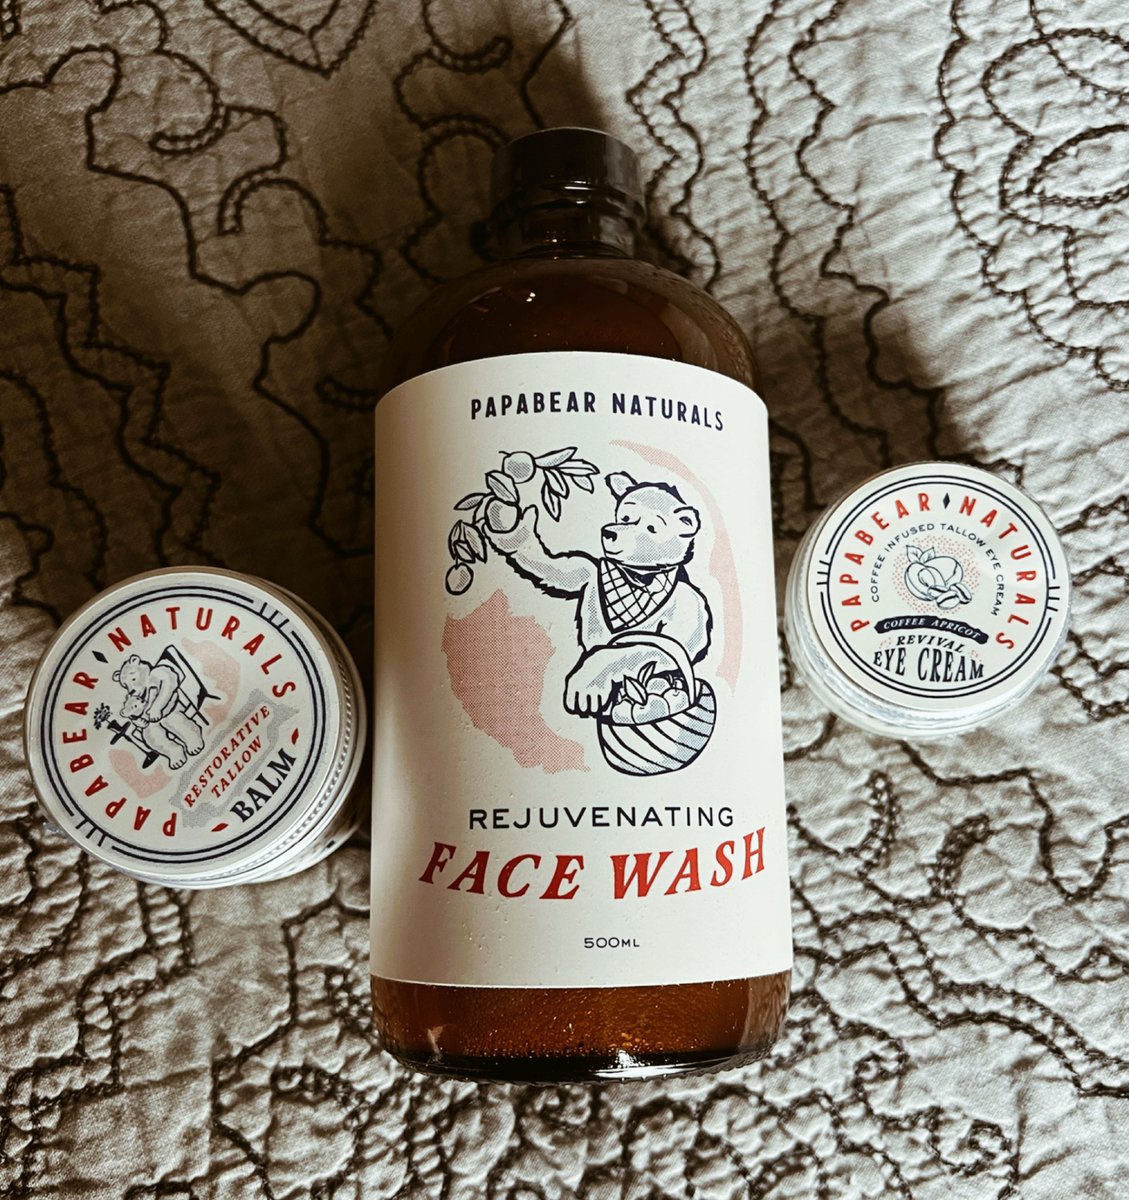 PAPABEAR NATURALS
REJUVENATING
FACE WASH
500ML
PAPABEAR NATURALS
RESTORATIVE
TALLOW
BALM
PAPABEAR NATURALS
COFFEE INFUSED TALLOW EYE CREAM
COFFEE APRICOT
REVIVAL
EYE CREAM